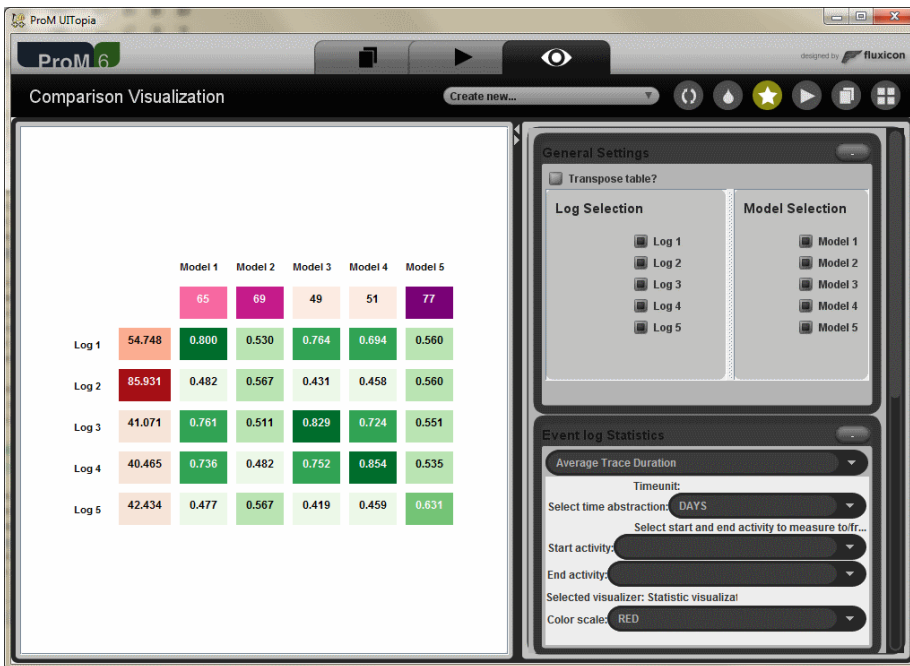 ProM UITopia
ProM 6
designed by fluxicon
Comparison Visualization
Create new...
General Settings
-
Transpose table?
Log Selection
Model Selection
Log 1
Model 1
Log 2
Model 2
Log 3
Model 3
Log 4
Model 4
Log 5
Model 5
Model 1 Model 2 Model 3 Model 4 Model 5
65 69 49 51 77
Log 1 54.748 0.800 0.530 0.764 0.694 0.560
Log 2 85.931 0.482 0.567 0.431 0.458 0.560
Log 3 41.071 0.761 0.511 0.829 0.724 0.551
Log 4 40.465 0.736 0.482 0.752 0.854 0.535
Log 5 42.434 0.477 0.567 0.419 0.459 0.631
Event log Statistics
-
Average Trace Duration
Timeunit:
Select time abstraction: DAYS
Select start and end activity to measure to/fr...
Start activity:
End activity:
Selected visualizer: Statistic visualizat
Color scale: RED